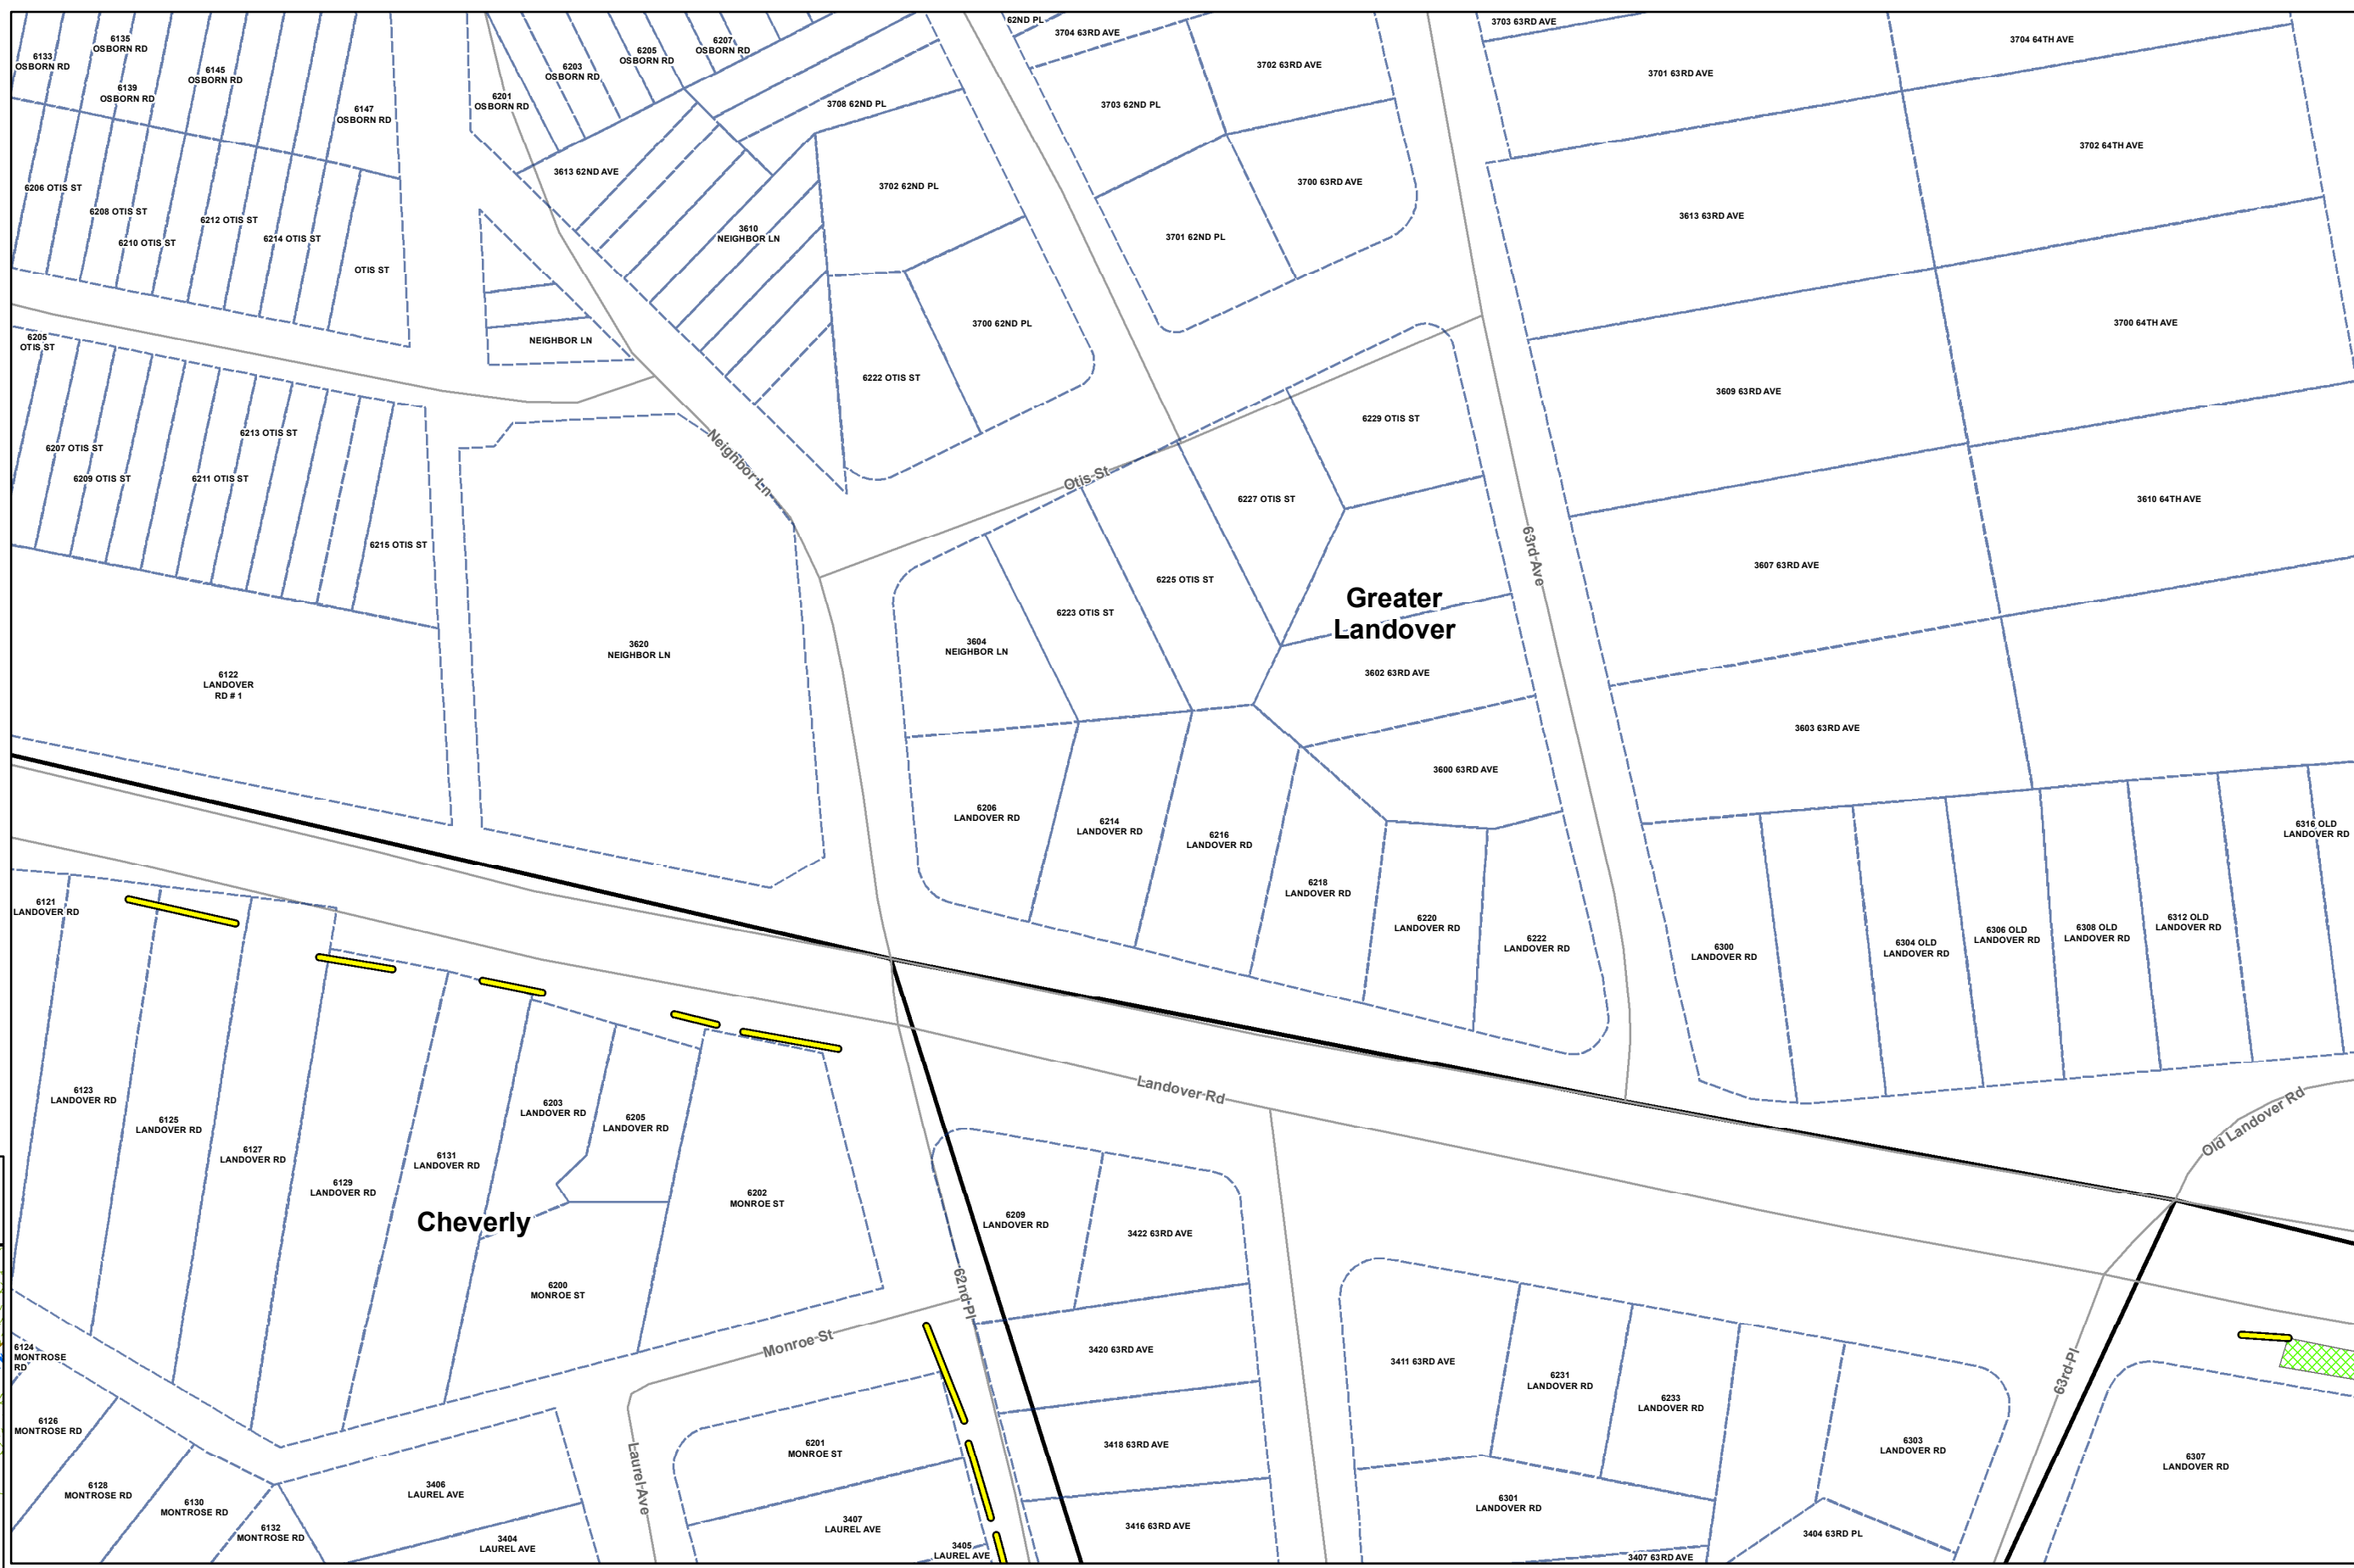 62ND PL
3704 63RD AVE
3703 63RD AVE
3704 64TH AVE
6133
OSBORN RD
6135
OSBORN RD
6139
OSBORN RD
6145
OSBORN RD
6147
OSBORN RD
6201
OSBORN RD
6203
OSBORN RD
6205
OSBORN RD
6207
OSBORN RD
3708 62ND PL
3703 62ND PL
3702 63RD AVE
3701 63RD AVE
3702 64TH AVE
6206 OTIS ST
6208 OTIS ST
6210 OTIS ST
6212 OTIS ST
6214 OTIS ST
OTIS ST
3613 62ND AVE
3610
NEIGHBOR LN
3702 62ND PL
3701 62ND PL
3700 63RD AVE
3613 63RD AVE
NEIGHBOR LN
3700 62ND PL
6222 OTIS ST
3700 64TH AVE
6205
OTIS ST
6207 OTIS ST
6209 OTIS ST
6211 OTIS ST
6213 OTIS ST
6215 OTIS ST
Neighbor Ln
Otis St
6229 OTIS ST
6227 OTIS ST
63rd Ave
3609 63RD AVE
3610 64TH AVE
3607 63RD AVE
6225 OTIS ST
6223 OTIS ST
Greater
Landover
3604
NEIGHBOR LN
3620
NEIGHBOR LN
6122
LANDOVER
RD # 1
3602 63RD AVE
3603 63RD AVE
3600 63RD AVE
6206
LANDOVER RD
6214
LANDOVER RD
6216
LANDOVER RD
6218
LANDOVER RD
6220
LANDOVER RD
6222
LANDOVER RD
6300
LANDOVER RD
6304 OLD
LANDOVER RD
6306 OLD
LANDOVER RD
6308 OLD
LANDOVER RD
6312 OLD
LANDOVER RD
6316 OLD
LANDOVER RD
6121
LANDOVER RD
6123
LANDOVER RD
6125
LANDOVER RD
6127
LANDOVER RD
6129
LANDOVER RD
6131
LANDOVER RD
6203
LANDOVER RD
6205
LANDOVER RD
6202
MONROE ST
Landover Rd
Old Landover Rd
Cheverly
6200
MONROE ST
6209
LANDOVER RD
3422 63RD AVE
62nd Pl
Monroe St
3420 63RD AVE
3411 63RD AVE
6231
LANDOVER RD
6233
LANDOVER RD
63rd Pl
6124
MONTROSE
RD
6126
MONTROSE RD
6128
MONTROSE RD
6130
MONTROSE RD
6132
MONTROSE RD
3406
LAUREL AVE
3404
LAUREL AVE
Laurel Ave
6201
MONROE ST
3407
LAUREL AVE
3405
LAUREL AVE
3418 63RD AVE
3416 63RD AVE
6301
LANDOVER RD
6303
LANDOVER RD
6307
LANDOVER RD
3404 63RD PL
3407 63RD AVE